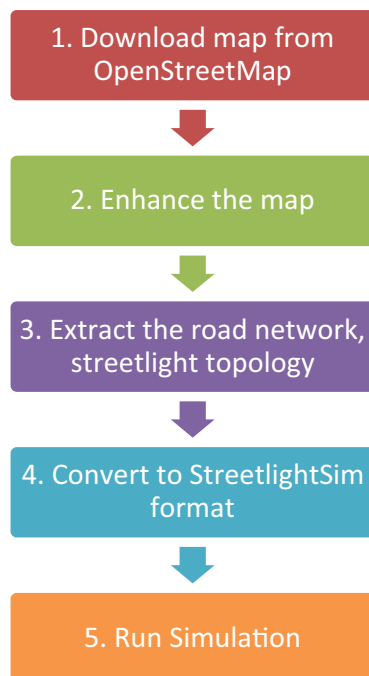 1. Download map from
OpenStreetMap
2. Enhance the map
3. Extract the road network,
streetlight topology
4. Convert to StreetlightSim
format
5. Run Simulation